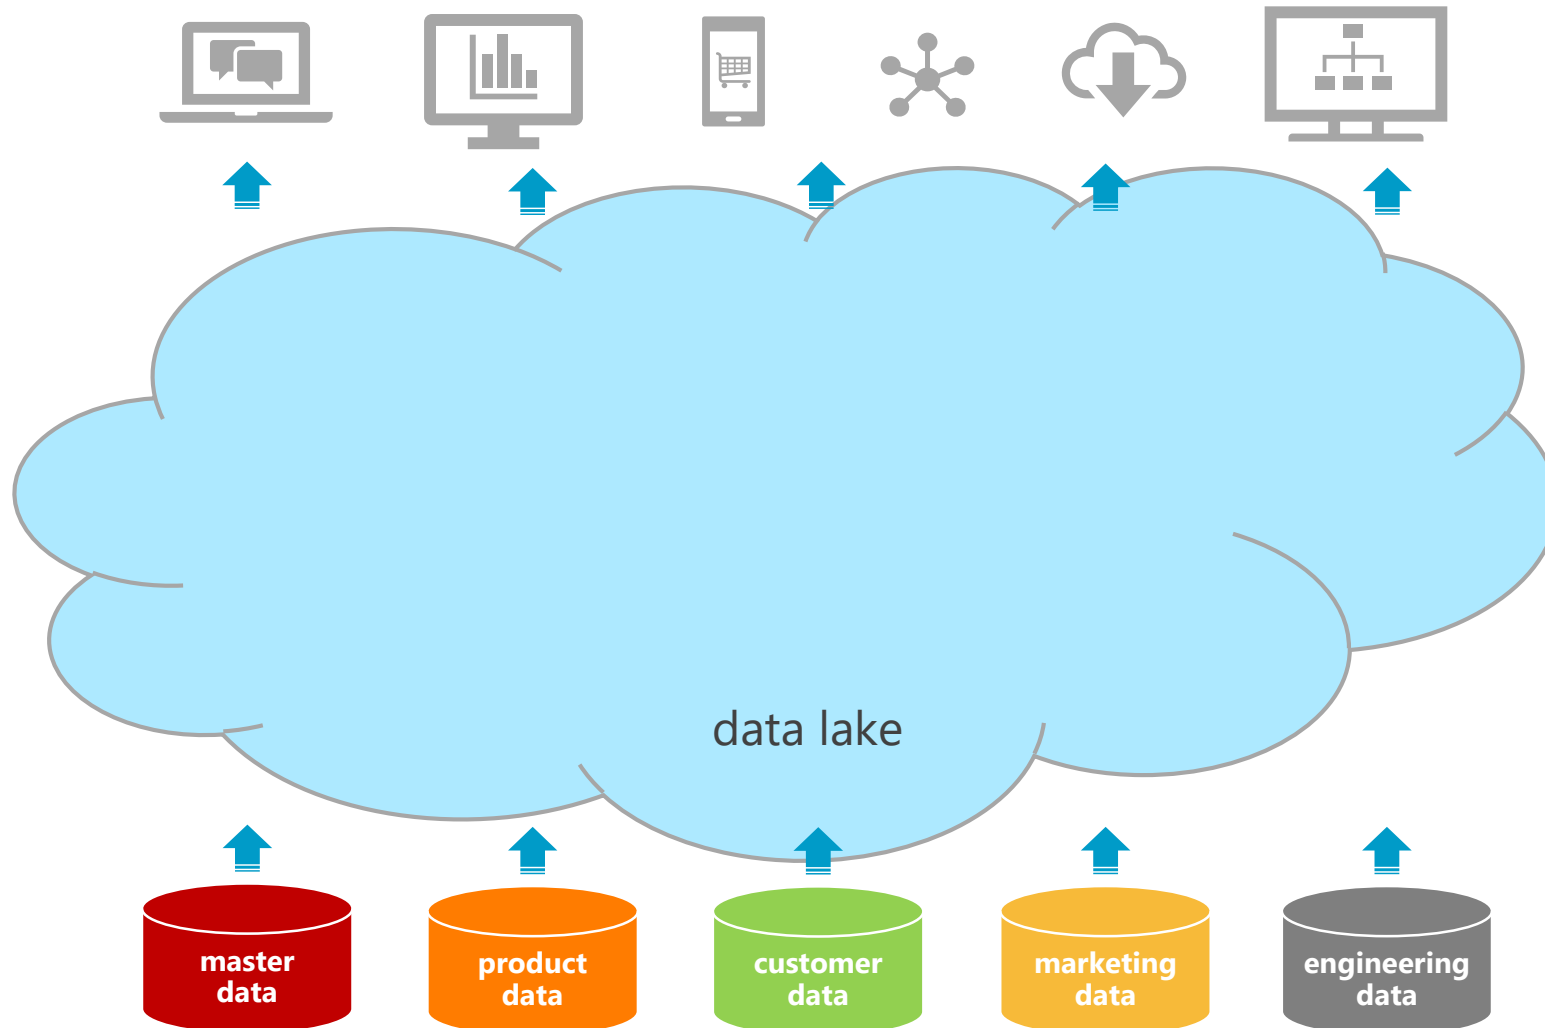 data lake
master
data
product
data
customer
data
marketing
data
engineering
data